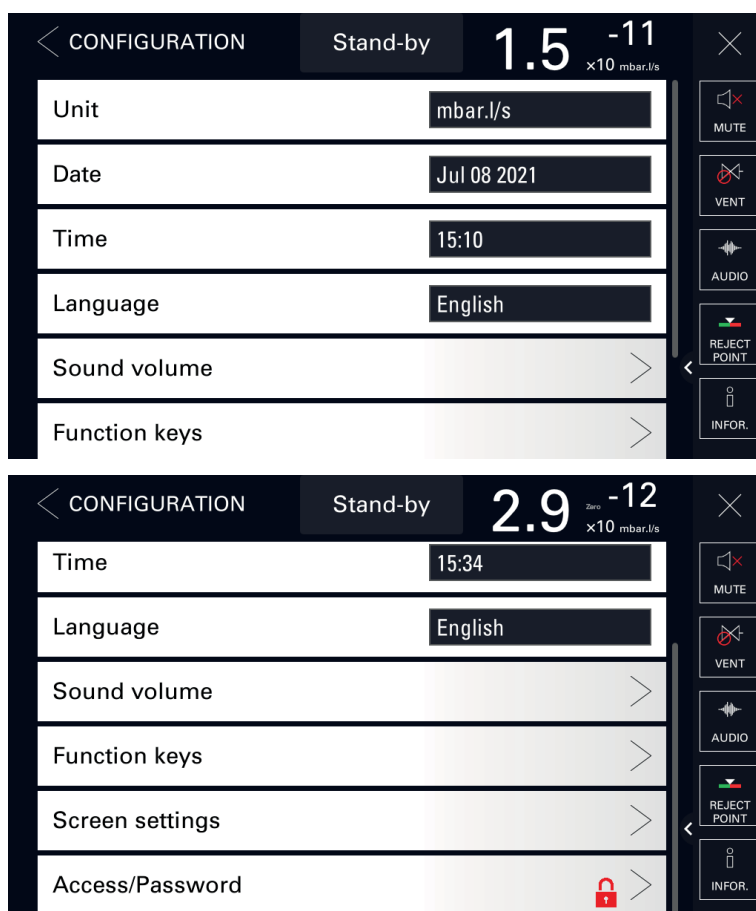 CONFIGURATION Stand-by 1.5 -11
×10 mbar.l/s
Unit mbar.l/s
MUTE
Date Jul 08 2021
VENT
Time 15:10
AUDIO
Language English
REJECT
POINT
Sound volume
INFOR.
Function keys
CONFIGURATION Stand-by 2.9 Zero -12
×10 mbar.l/s
Time 15:34
MUTE
Language English
VENT
Sound volume
AUDIO
Function keys
REJECT
POINT
Screen settings
INFOR.
Access/Password